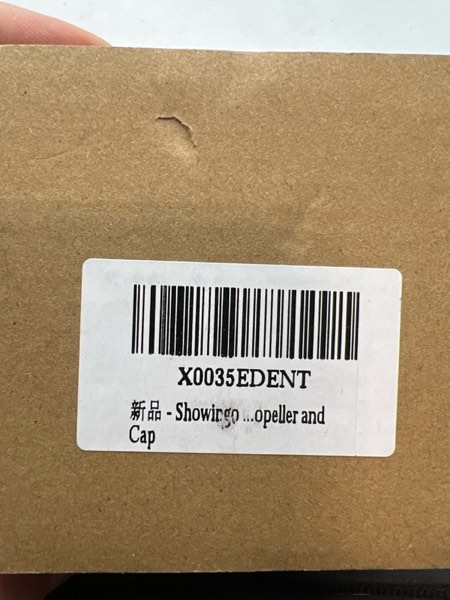 X0035EDENT
新品 - Showingo ...opeller and
Cap